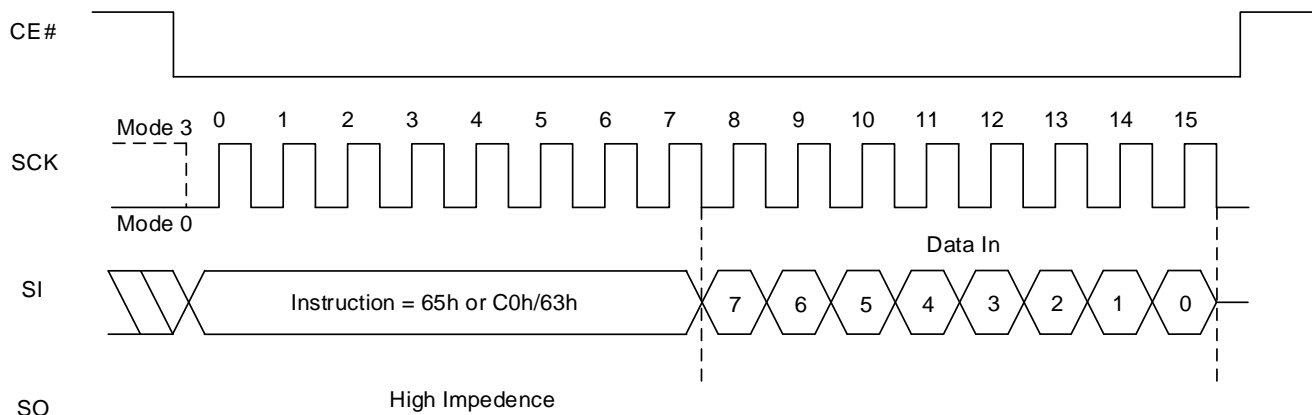 CE#
Mode 3
0 1 2 3 4 5 6 7 8 9 10 11 12 13 14 15
SCK
Mode 0
Data In
SI
Instruction = 65h or C0h/63h
7 6 5 4 3 2 1 0
High Impedence
SO